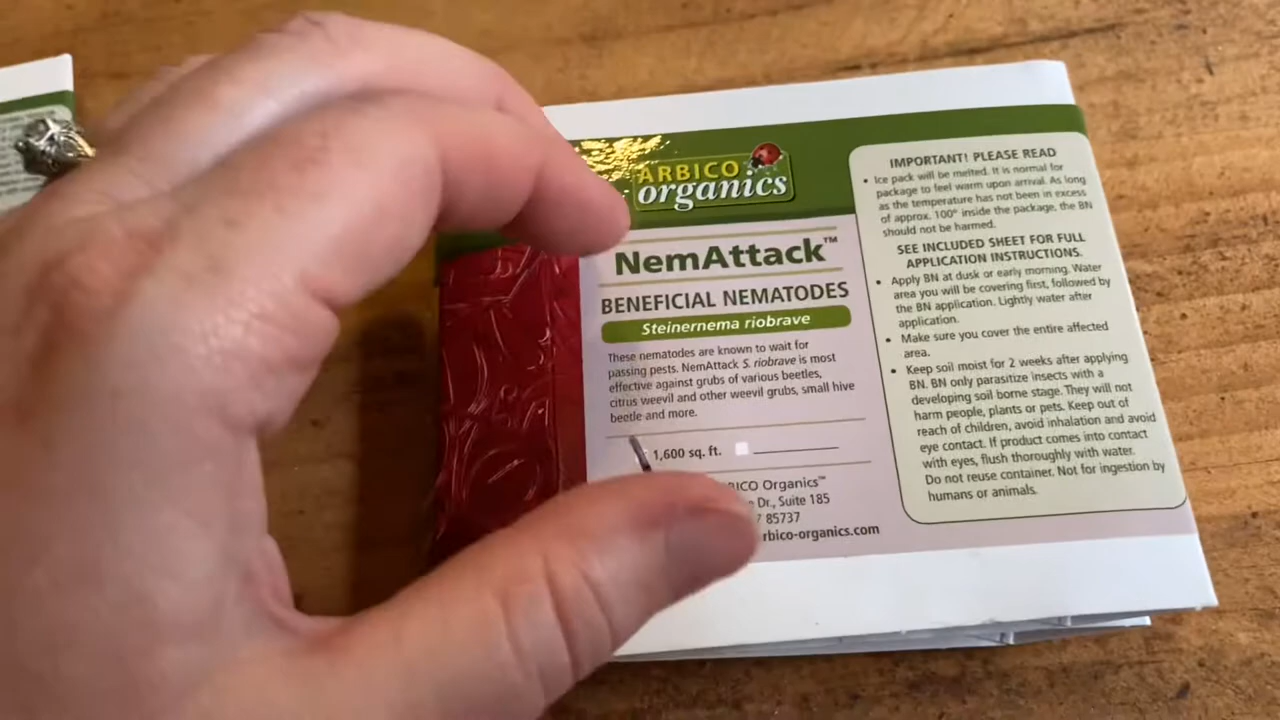 ARBICO
organics
NemAttack™
BENEFICIAL NEMATODES
Steinernema riobrave
These nematodes are known to wait for
passing pests. NemAttack S. riobrave is most
effective against grubs of various beetles,
citrus weevil and other weevil grubs, small hive
beetle and more.
1,600 sq. ft.
Organics™
Dr., Suite 185
85737
rbico-organics.com
IMPORTANT! PLEASE READ
• Ice pack will be melted. It is normal for
package to feel warm upon arrival. As long
as the temperature has not been in excess
of approx. 100° inside the package, the BN
should not be harmed.
SEE INCLUDED SHEET FOR FULL
APPLICATION INSTRUCTIONS.
• Apply BN at dusk or early morning. Water
area you will be covering first, followed by
the BN application. Lightly water after
application.
• Make sure you cover the entire affected
area.
• Keep soil moist for 2 weeks after applying
BN. BN only parasitize insects with a
developing soil borne stage. They will not
harm people, plants or pets. Keep out of
reach of children, avoid inhalation and avoid
eye contact. If product comes into contact
with eyes, flush thoroughly with water.
Do not reuse container. Not for ingestion by
humans or animals.